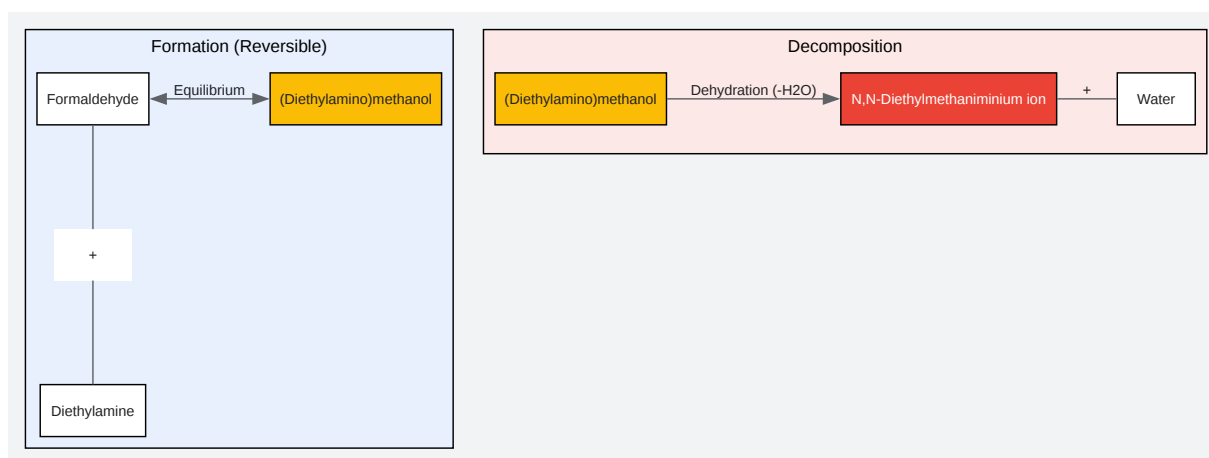 Formation (Reversible)
Formaldehyde
Equilibrium
(Diethylamino)methanol
+
Diethylamine
Decomposition
(Diethylamino)methanol
Dehydration (-H2O)
N,N-Diethylmethaniminium ion
+
Water